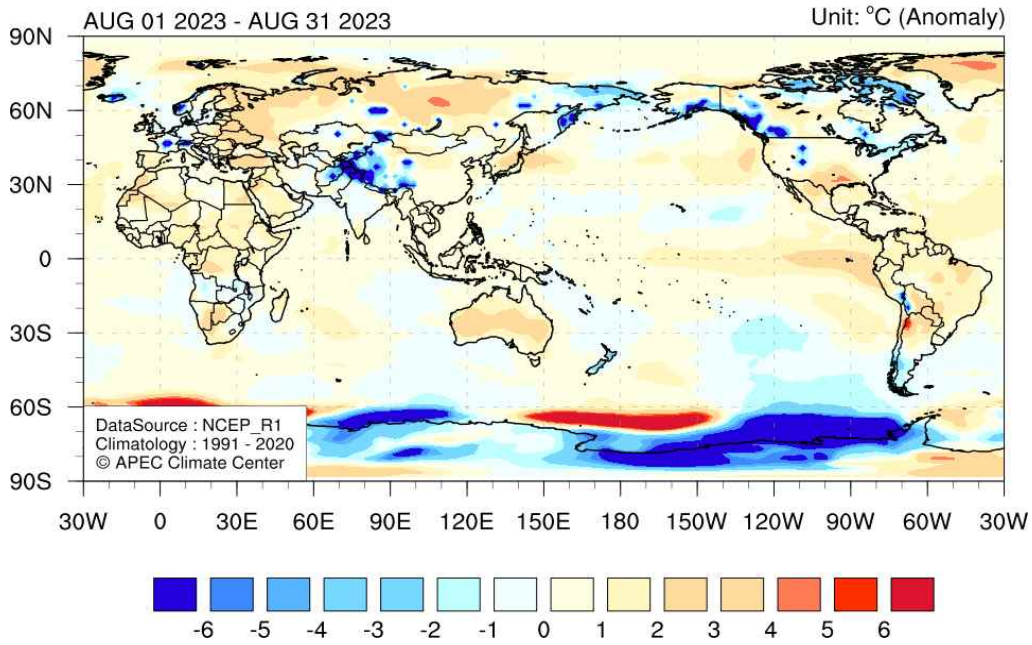 AUG 01 2023 - AUG 31 2023
Unit: °C (Anomaly)
90N
60N
30N
0
30S
60S
90S
DataSource : NCEP_R1
Climatology : 1991 - 2020
© APEC Climate Center
30W 0 30E 60E 90E 120E 150E 180 150W 120W 90W 60W 30W
-6 -5 -4 -3 -2 -1 0 1 2 3 4 5 6